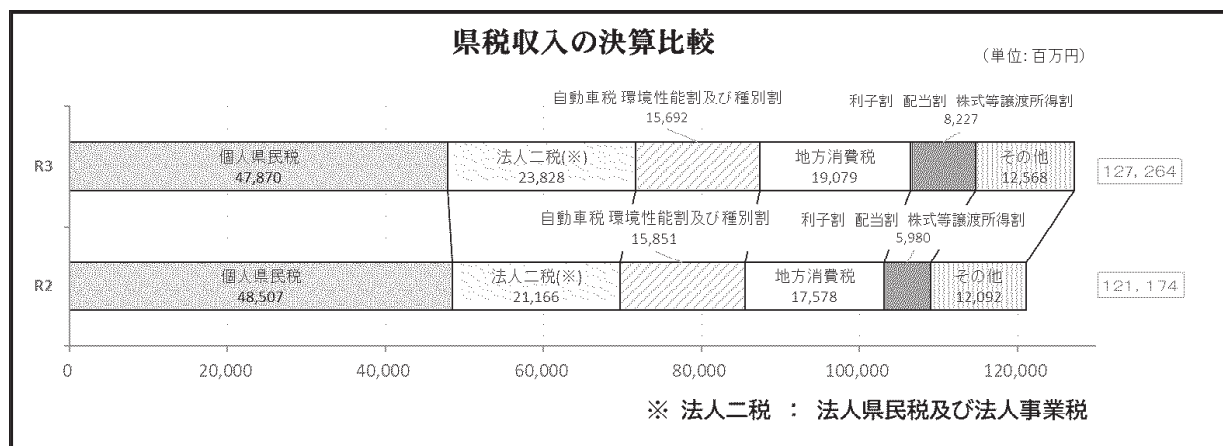 県税収入の決算比較
（単位: 百万円）
自動車税 環境性能割及び種別割
15,692
利子割 配当割 株式等譲渡所得割
8,227
R3
個人県民税
47,870
法人二税(※)
23,828
地方消費税
19,079
その他
12,568
127, 264
自動車税 環境性能割及び種別割
15,851
利子割 配当割 株式等譲渡所得割
5,980
R2
個人県民税
48,507
法人二税(※)
21,166
地方消費税
17,578
その他
12,092
121, 174
0 20,000 40,000 60,000 80,000 100,000 120,000
※ 法人二税 ： 法人県民税及び法人事業税